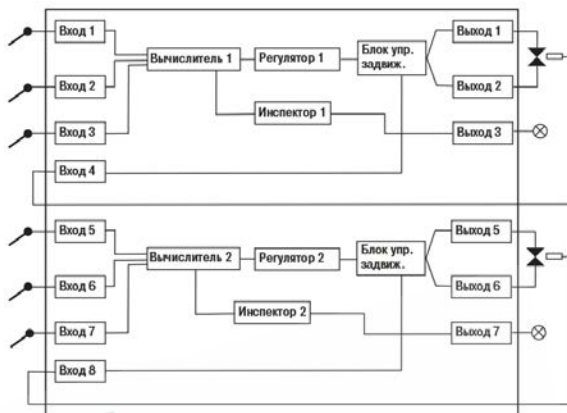 Вход 1
Вычислитель 1
Регулятор 1
Блок упр.
задвиж.
Выход 1
Вход 2
Выход 2
Вход 3
Инспектор 1
Выход 3
Вход 4
Вход 5
Вычислитель 2
Регулятор 2
Блок упр.
задвиж.
Выход 5
Вход 6
Выход 6
Вход 7
Инспектор 2
Выход 7
Вход 8